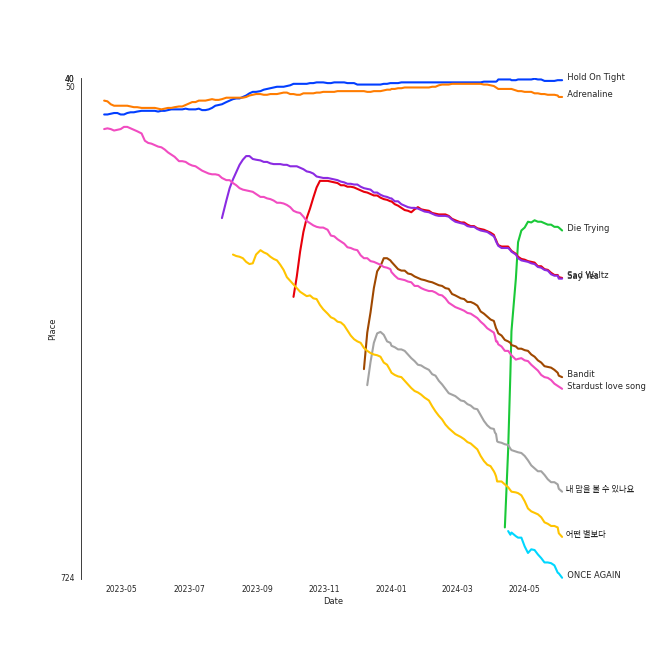 40
50
Hold On Tight
Adrenaline
Die Trying
Sad Waltz
Say Yes
Place
Bandit
Stardust love song
내 맘을 볼 수 있나요
어떤 별보다
724
ONCE AGAIN
2023-05
2023-07
2023-09
2023-11
2024-01
2024-03
2024-05
Date